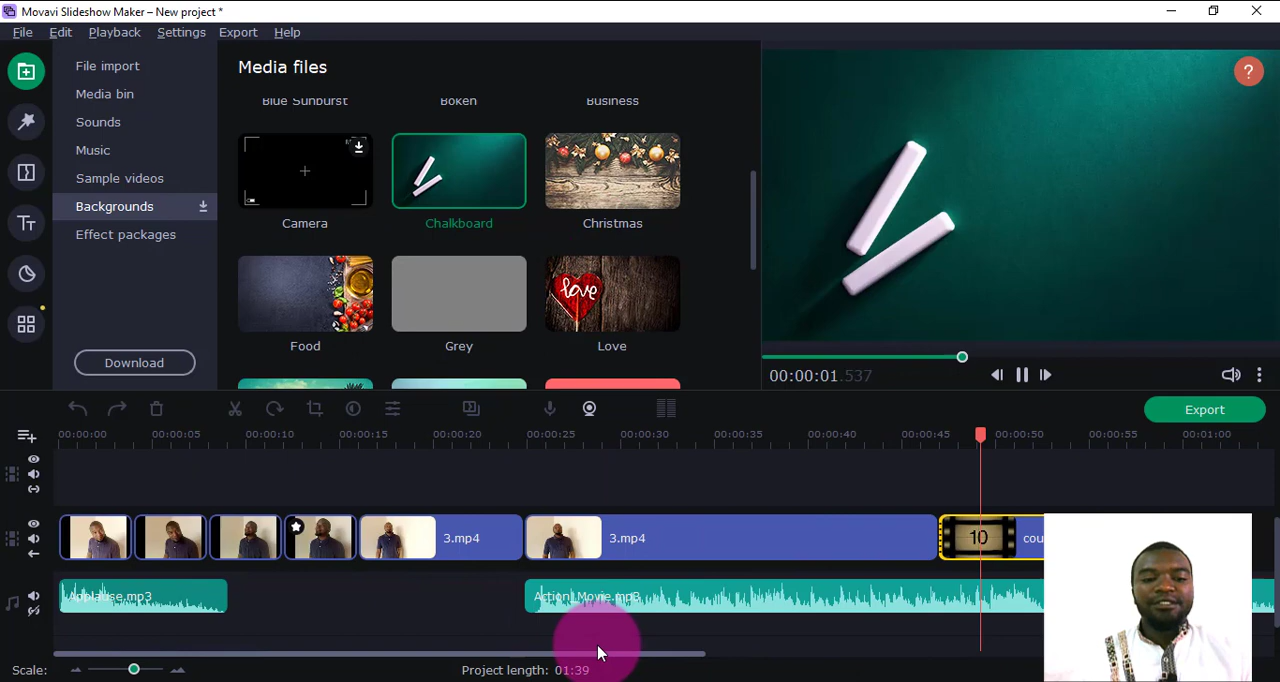 Movavi Slideshow Maker – New project *
File Edit Playback Settings Export Help
File import
Media bin
Sounds
Music
Sample videos
Backgrounds
Effect packages
Download
Media files
Blue Sunburst Boken Business
Camera Chalkboard Christmas
love
Food Grey Love
?
00:00:01.537
Export
00:00:00 00:00:05 00:00:10 00:00:15 00:00:20 00:00:25 00:00:30 00:00:35 00:00:40 00:00:45 00:00:50 00:00:55 00:01:00
3.mp4 3.mp4 10 cou
Applause.mp3 Action! Movie.mp3
Scale: Project length: 01:39